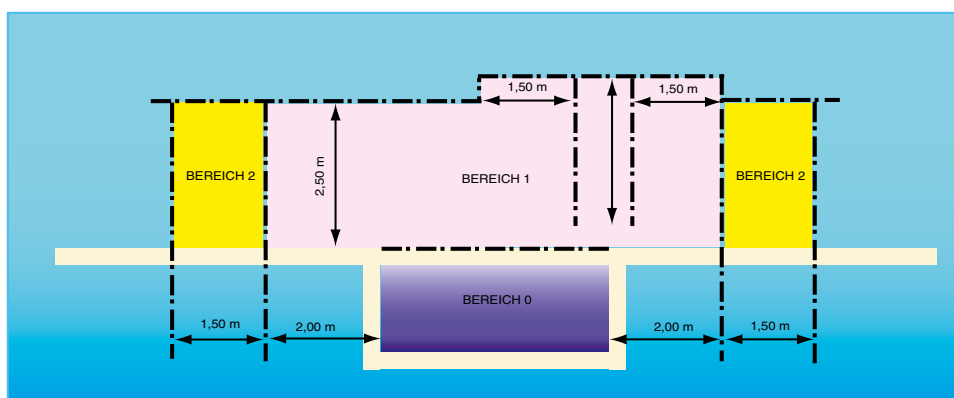 1,50 m
1,50 m
BEREICH 2
2,50 m
BEREICH 1
BEREICH 2
BEREICH 0
1,50 m
2,00 m
2,00 m
1,50 m